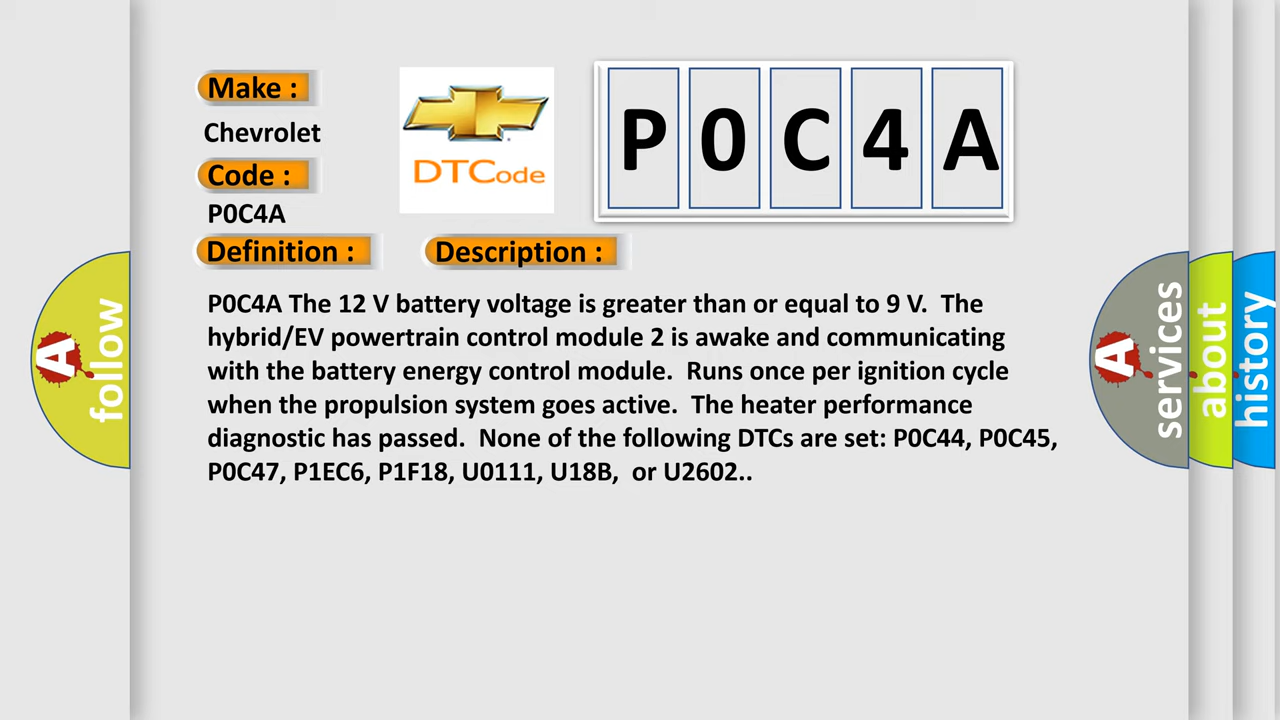 Make :
Chevrolet
Code :
P0C4A
DTCode
P0C4A
Definition :
Description :
P0C4A The 12 V battery voltage is greater than or equal to 9 V  The
hybrid/EV powertrain control module 2 is awake and communicating
with the battery energy control module  Runs once per ignition cycle
when the propulsion system goes active  The heater performance
diagnostic has passed  None of the following DTCs are set: P0C44, P0C45,
P0C47, P1EC6, P1F18, U0111, U18B,  or U2602..
A follow
A services
about
history